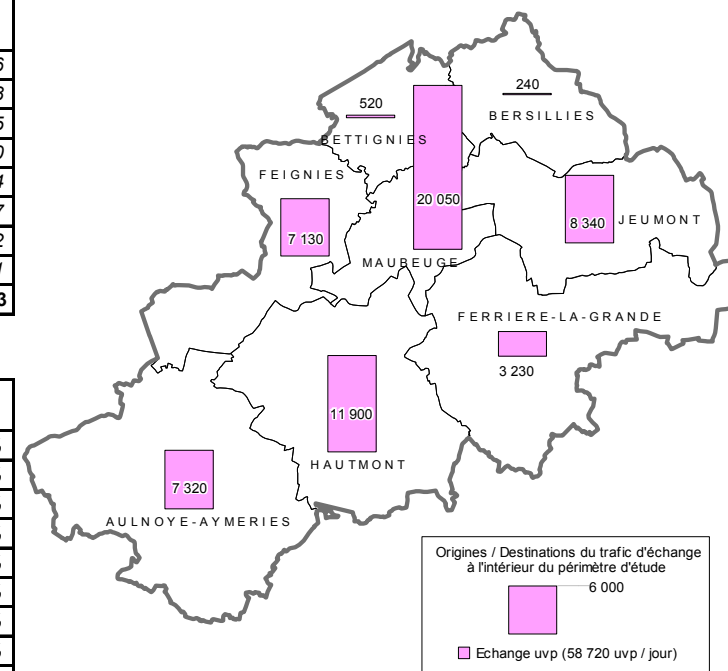 240
520
BERSILLIES
BETTIGNIES
FEIGNIES
20 050
8 340
JEUMONT
7 130
MAUBEUGE
FERRIERE-LA-GRANDE
3 230
11 900
HAUTMONT
7 320
AULNOYE-AYMERIES
Origines / Destinations du trafic d'échange
à l'intérieur du périmètre d'étude
6 000
Echange uvp (58 720 uvp / jour)